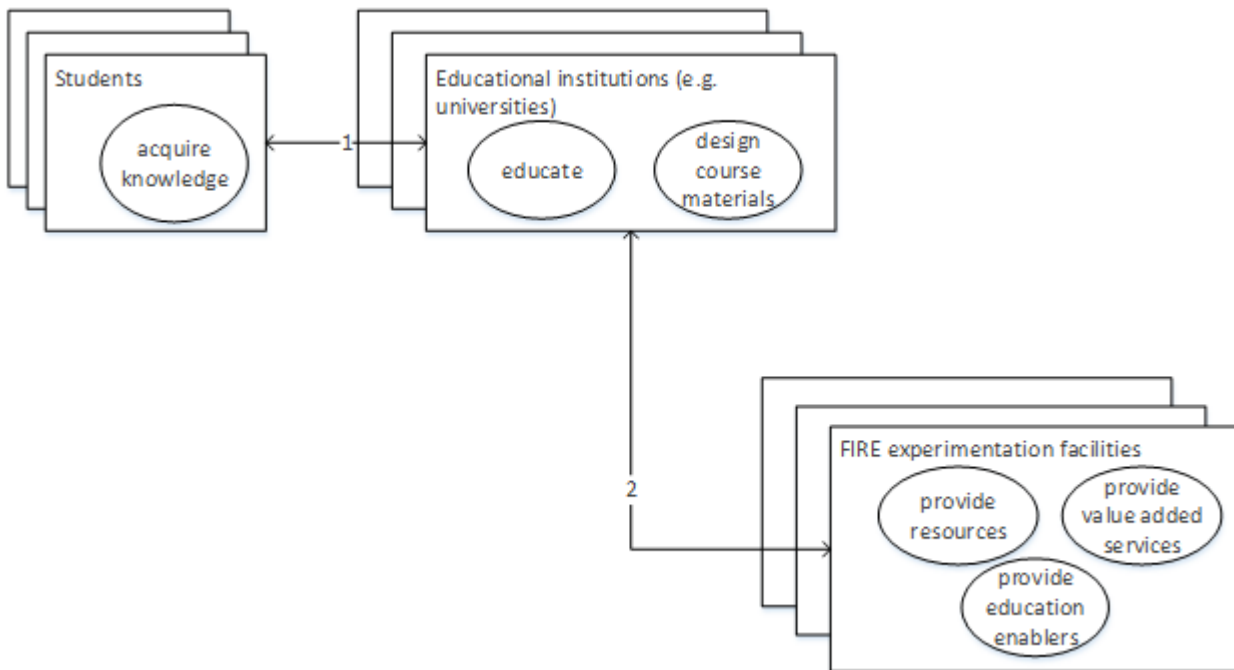 Students
acquire
knowledge
1
Educational institutions (e.g.
universities)
educate
design
course
materials
2
FIRE experimentation facilities
provide
resources
provide
value added
services
provide
education
enablers